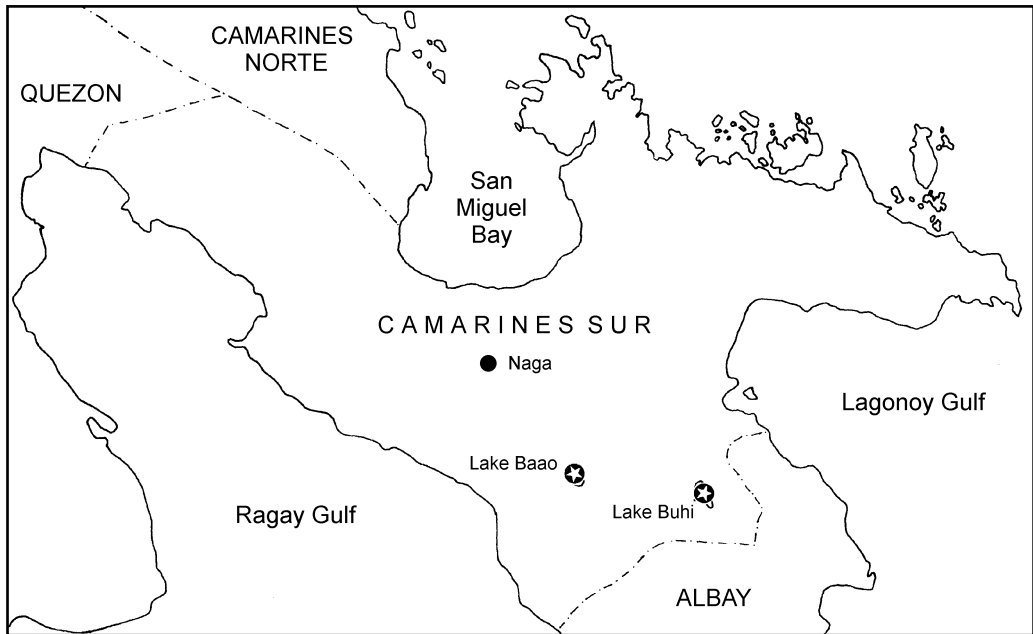 CAMARINES
NORTE
QUEZON
San
Miguel
Bay
CAMARINES SUR
Naga
Lagonoy Gulf
Lake Baao
Lake Buhi
Ragay Gulf
ALBAY